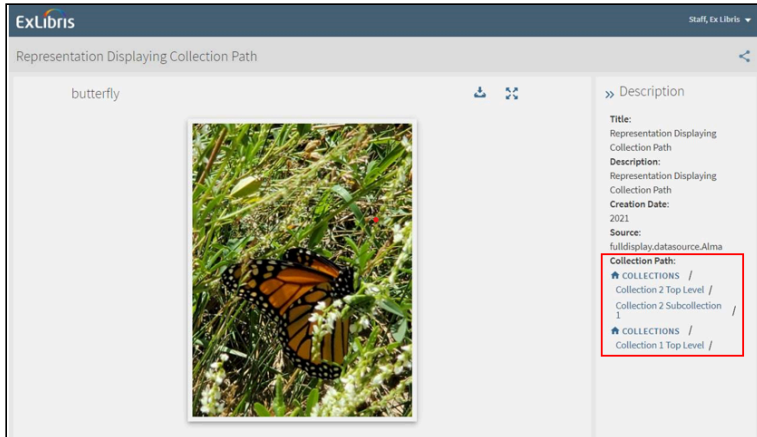 ExLibris
Staff, Ex Libris
Representation Displaying Collection Path
butterfly
» Description
Title:
Representation Displaying
Collection Path
Description:
Representation Displaying
Collection Path
Creation Date:
2021
Source:
fulldisplay.datasource.Alma
Collection Path:
COLLECTIONS /
Collection 2 Top Level /
Collection 2 Subcollection
1 /
COLLECTIONS /
Collection 1 Top Level /